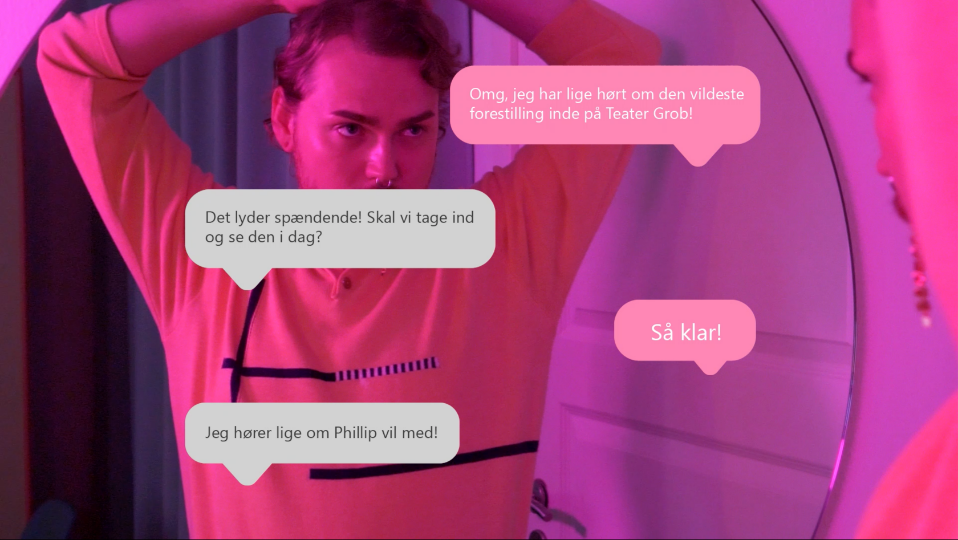 Omg, jeg har lige hørt om den vildeste
forestilling inde på Teater Grob!
Det lyder spændende! Skal vi tage ind
og se den i dag?
Så klar!
Jeg hører lige om Phillip vil med!